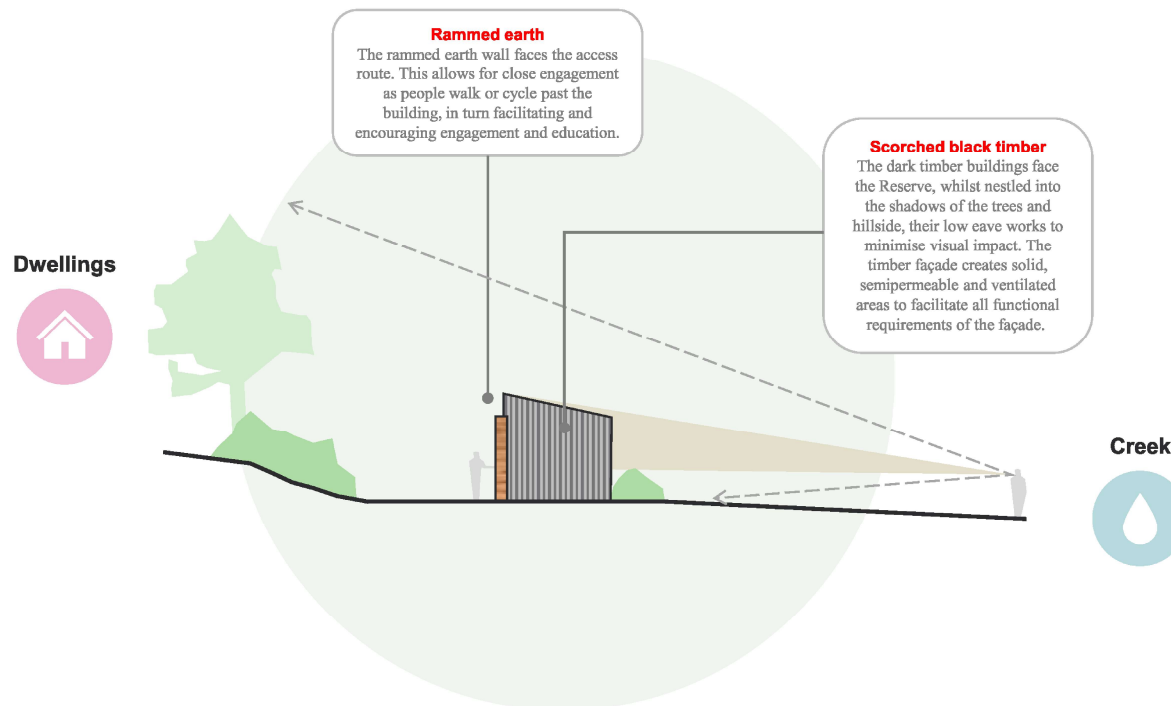 Rammed earth
The rammed earth wall faces the access
route. This allows for close engagement
as people walk or cycle past the
building, in turn facilitating and
encouraging engagement and education.
Scorched black timber
The dark timber buildings face
the Reserve, whilst nestled into
the shadows of the trees and
hillside, their low eave works to
minimise visual impact. The
timber façade creates solid,
semipermeable and ventilated
areas to facilitate all functional
requirements of the façade.
Dwellings
Creek